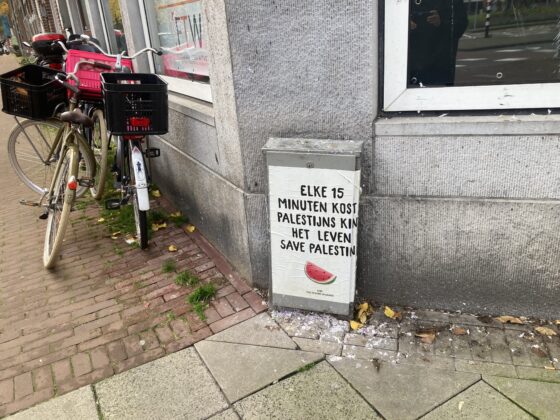 ELKE 15
MINUTEN KOST
PALESTIJNS KIN
HET LEVEN
SAVE PALESTIN